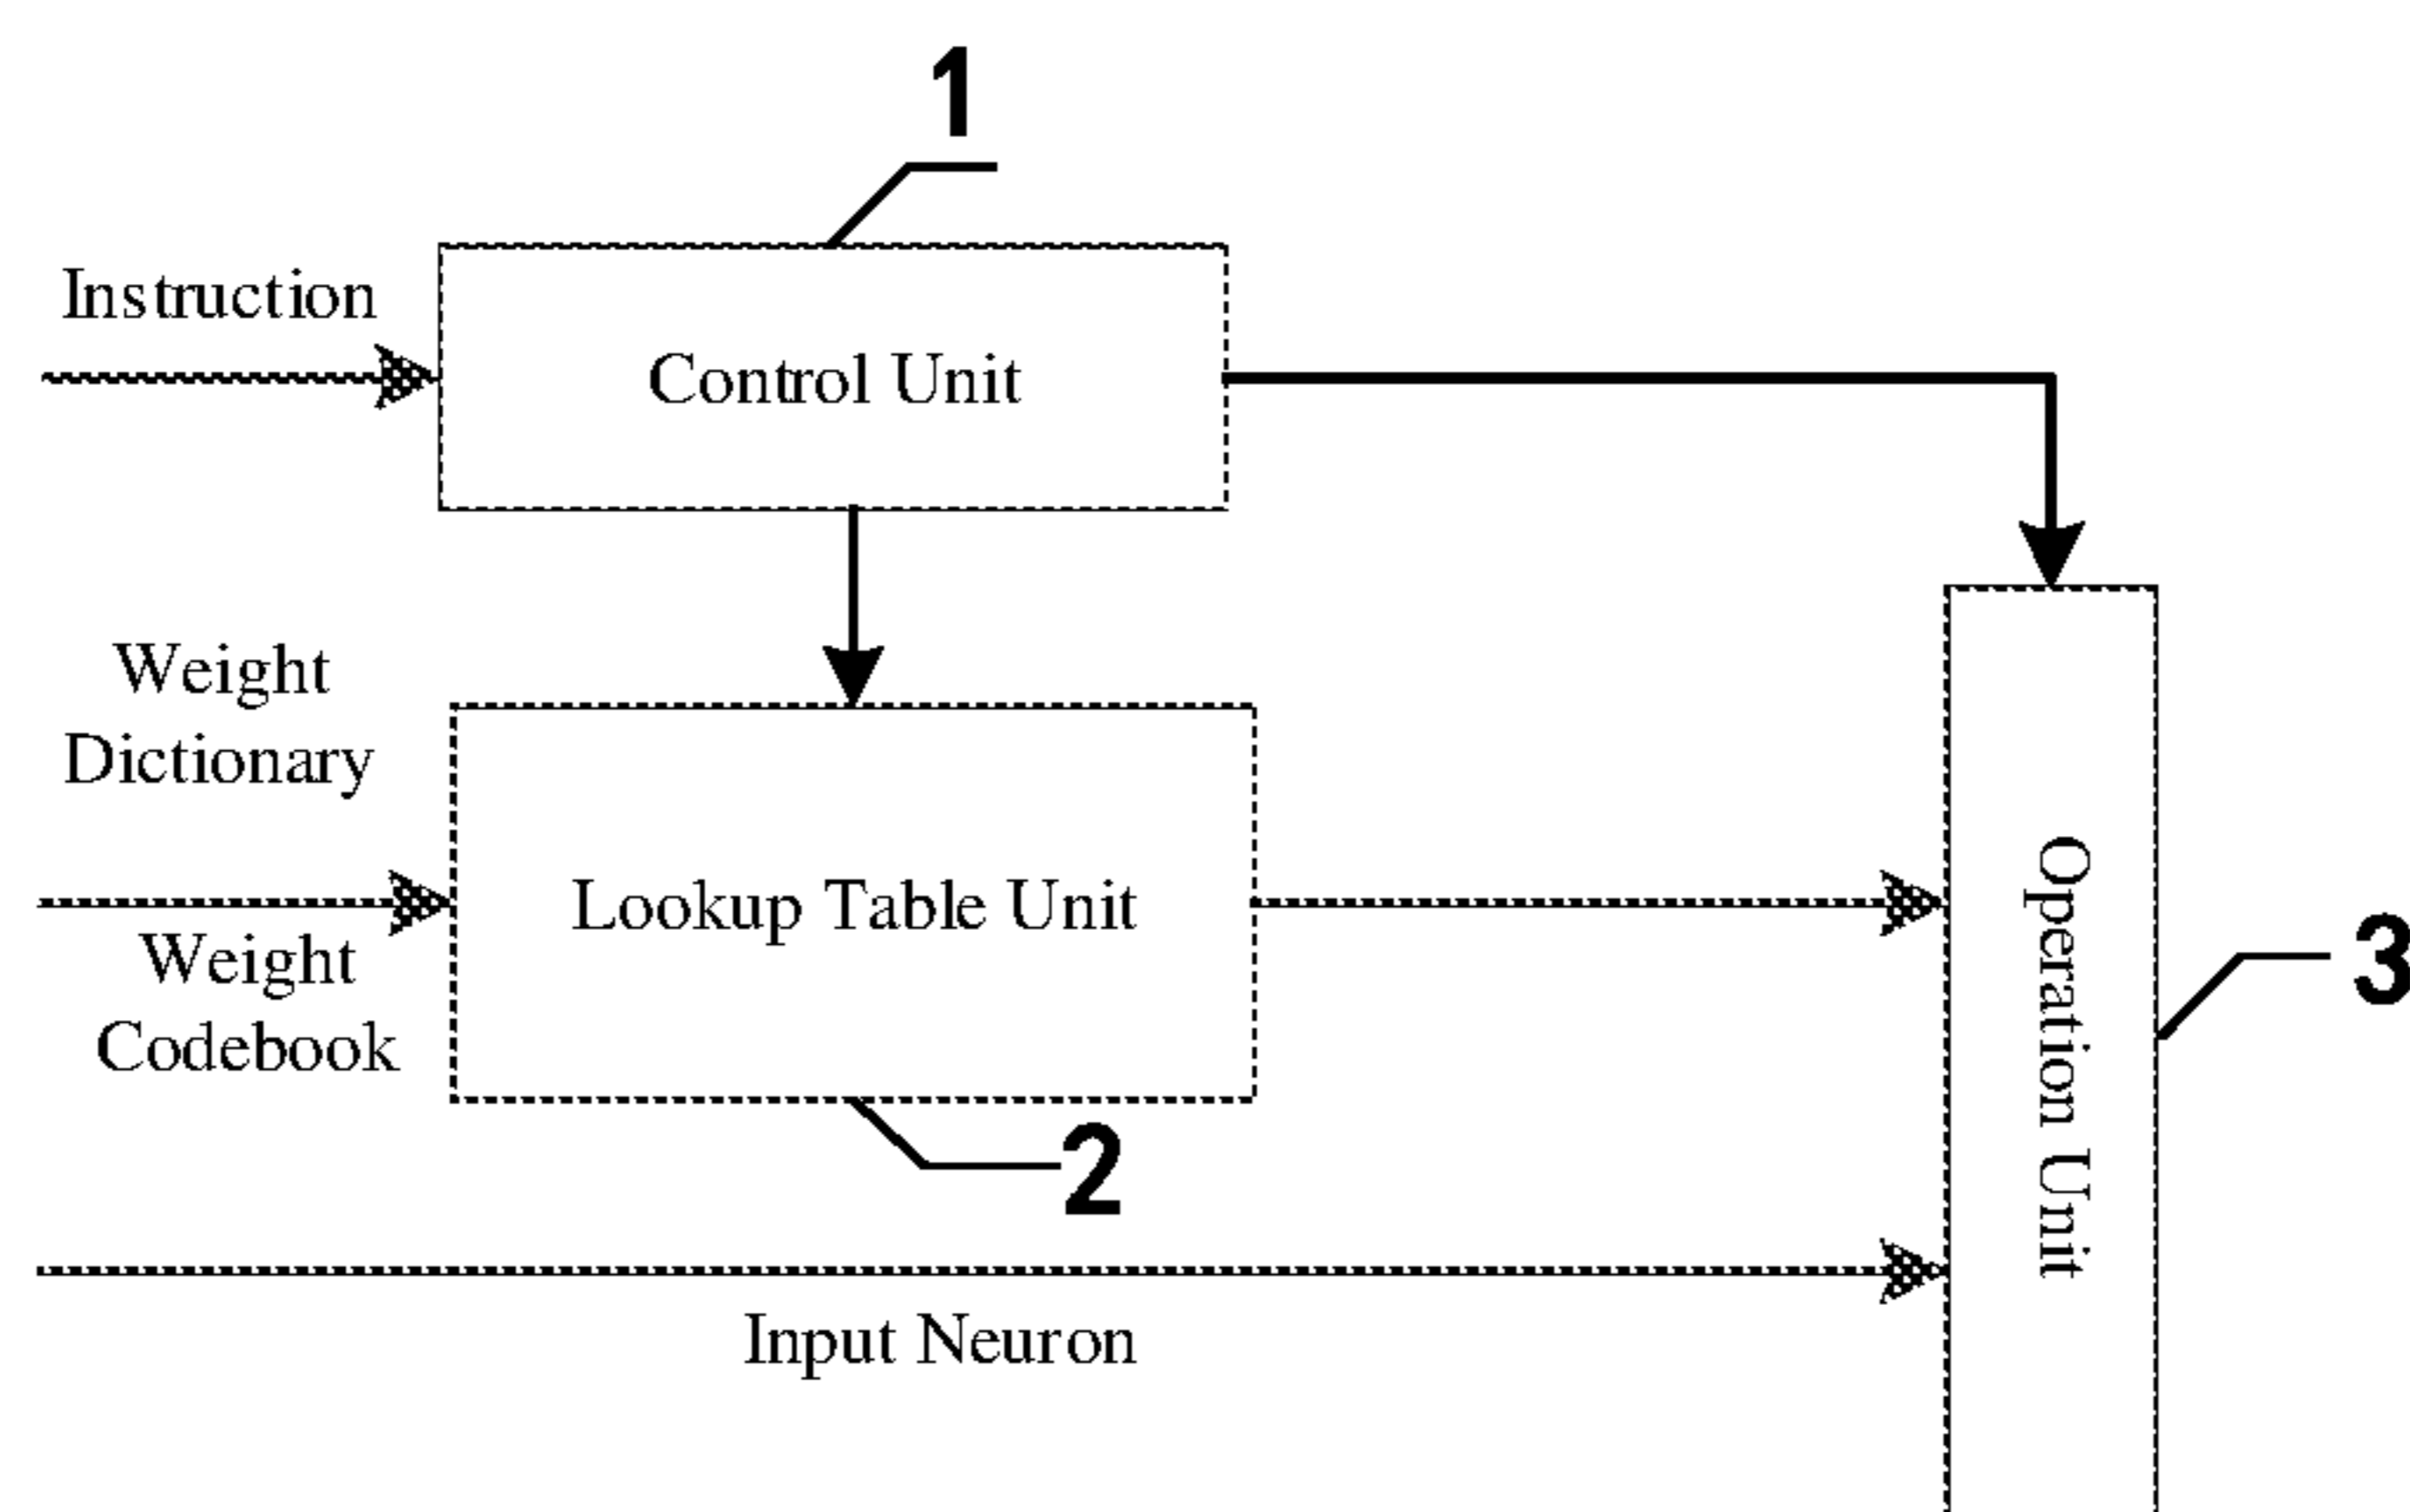 1
Instruction
Control Unit
Weight
Dictionary
Lookup Table Unit
Weight
Codebook
Operation Unit
3
2
Input Neuron